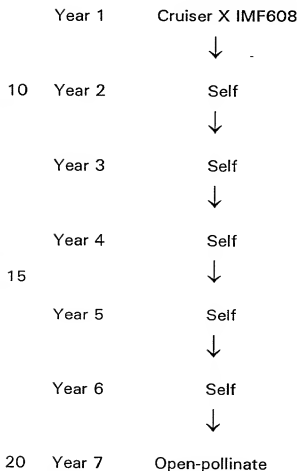 Year 1 Cruiser X IMF608
↓
10 Year 2 Self
↓
Year 3 Self
↓
Year 4 Self
15 ↓
Year 5 Self
↓
Year 6 Self
↓
20 Year 7 Open-pollinate